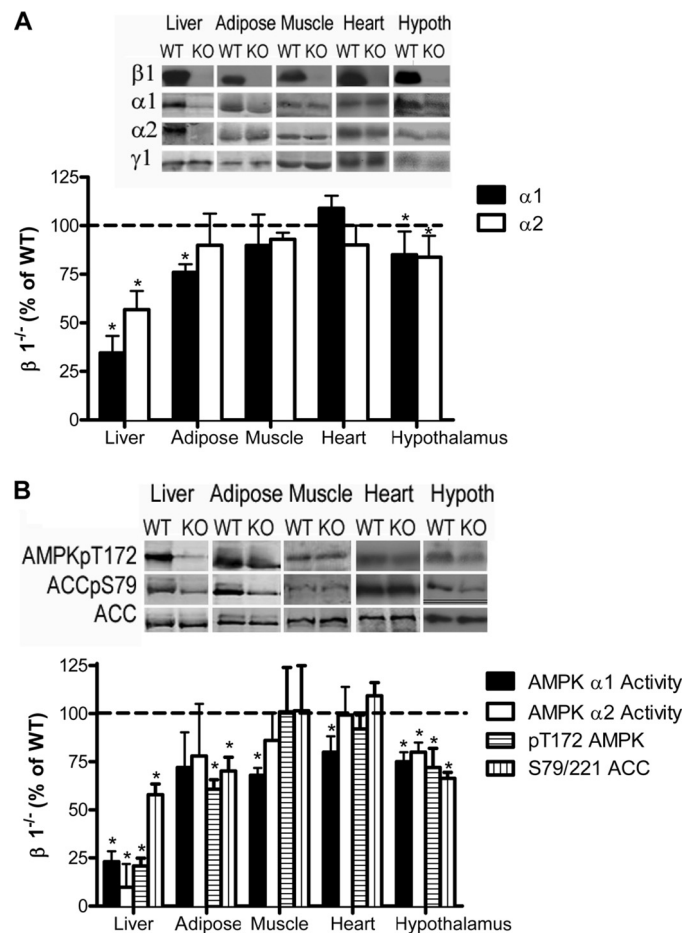 A
Liver Adipose Muscle Heart Hypoth
WT KO WT KO WT KO WT KO WT KO
β1
α1
α2
γ1
125
100
75
50
25
0
β 1-/- (% of WT)
* * * * *
α1
α2
Liver Adipose Muscle Heart Hypothalamus
B
Liver Adipose Muscle Heart Hypoth
WT KO WT KO WT KO WT KO WT KO
AMPKpT172
ACCpS79
ACC
125
100
75
50
25
0
β 1-/- (% of WT)
* * * * * * * * * * * *
AMPK α1 Activity
AMPK α2 Activity
pT172 AMPK
S79/221 ACC
Liver Adipose Muscle Heart Hypothalamus